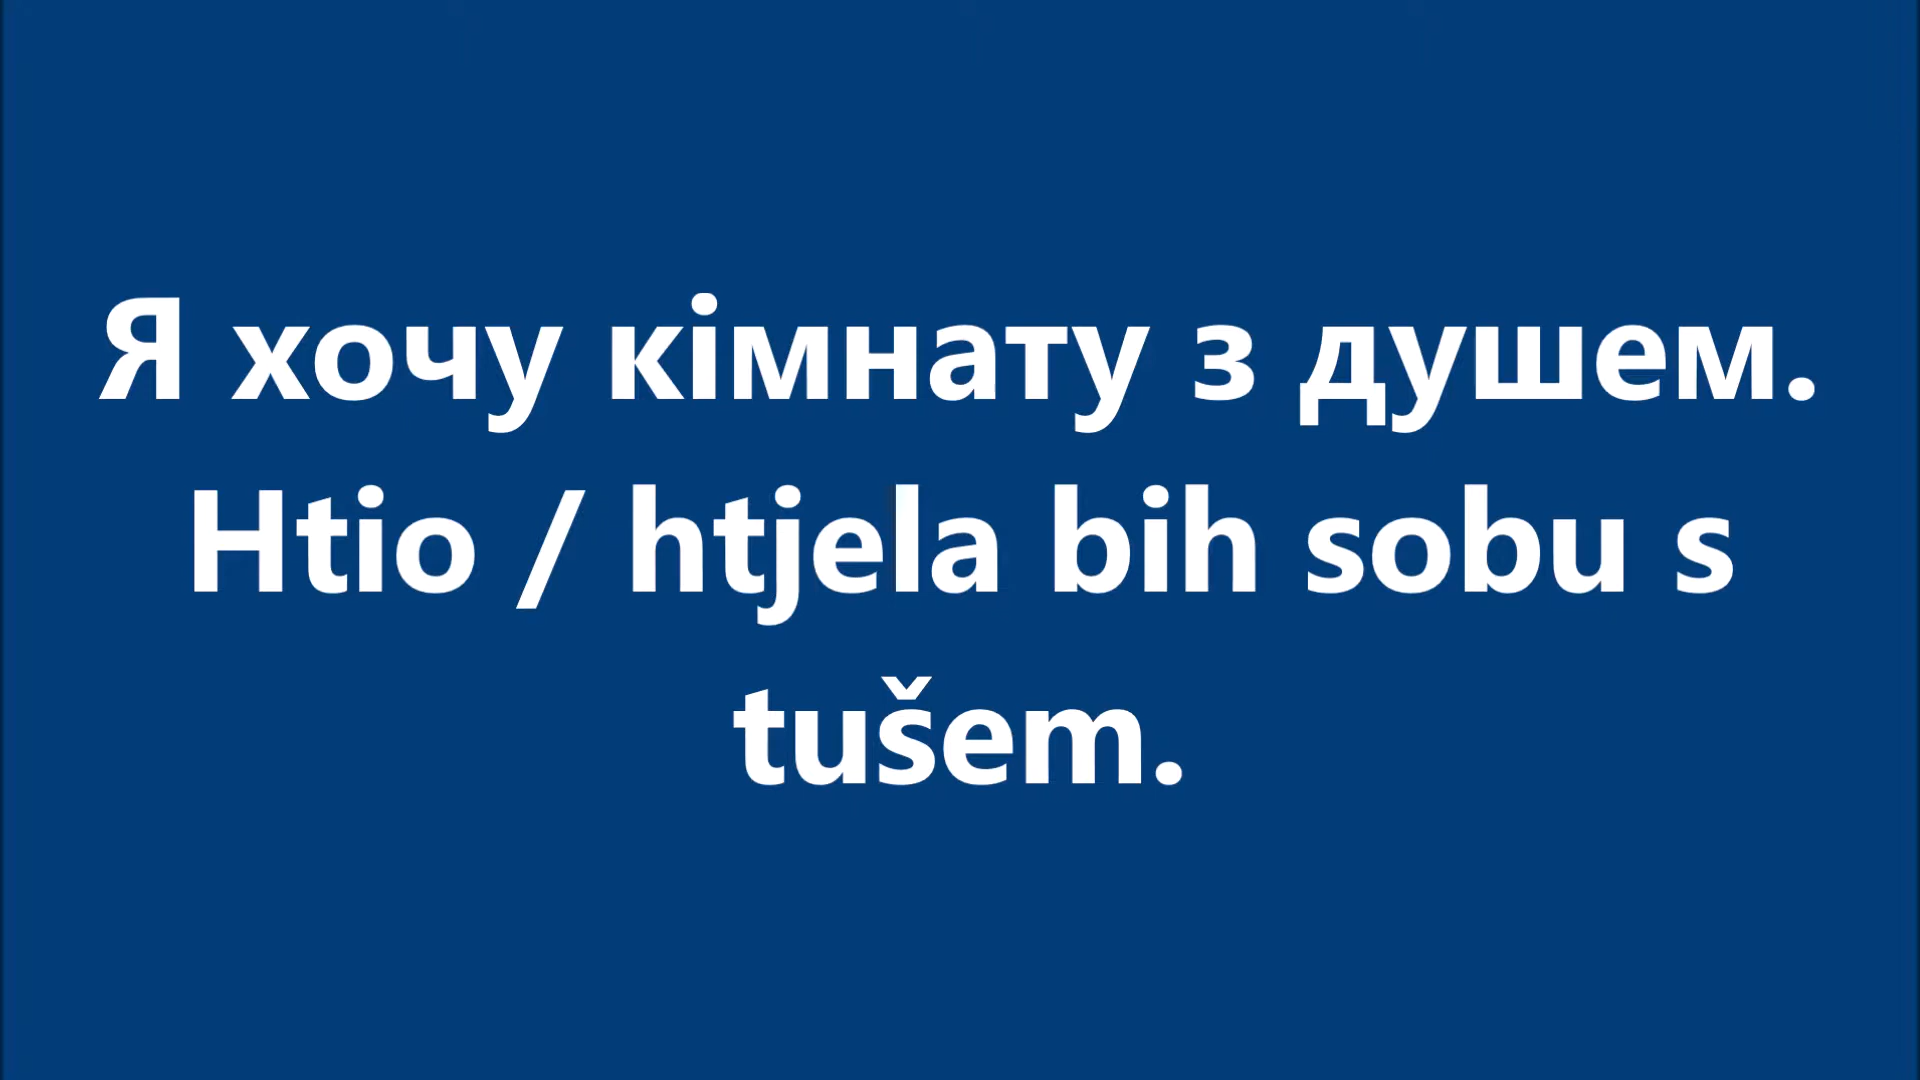 Я хочу кімнату з душем.
Htio / htjela bih sobu s
tušem.